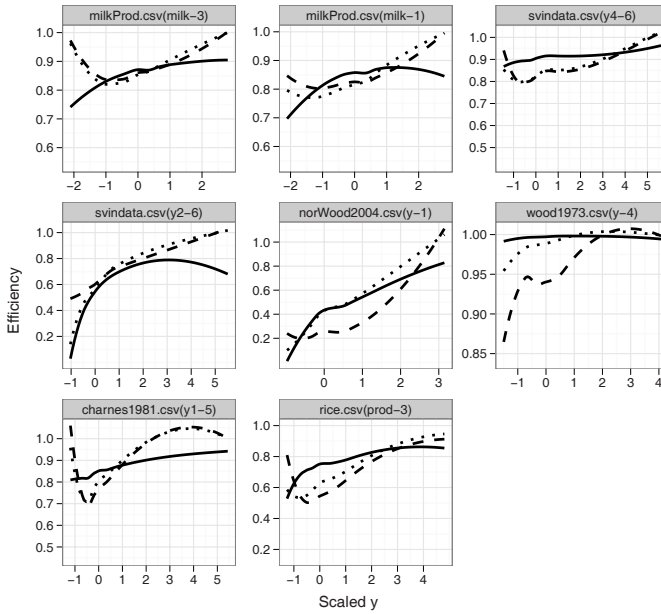 milkProd.csv(milk−3) milkProd.csv(milk−1) svindata.csv(y4−6)
1.0 1.0 1.0
0.9 0.9 0.9
0.8 0.8 0.8
0.7 0.7 0.7
0.6 0.6 0.6
0.5
−2 −1 0 1 2 −2 −1 0 1 2 −1 0 1 2 3 4 5
svindata.csv(y2−6) norWood2004.csv(y−1) wood1973.csv(y−4)
1.0 1.0 1.00
0.8 0.8 0.95
0.6 0.6 0.90
0.4 0.4 0.85
0.2 0.2
−1 0 1 2 3 4 5 0 1 2 3 −1 0 1 2 3 4
Efficiency
charnes1981.csv(y1−5) rice.csv(prod−3)
1.0 1.0
0.9 0.8
0.8 0.6
0.7 0.4
0.6 0.2
0.5
−1 0 1 2 3 4 5 −1 0 1 2 3 4
Scaled y